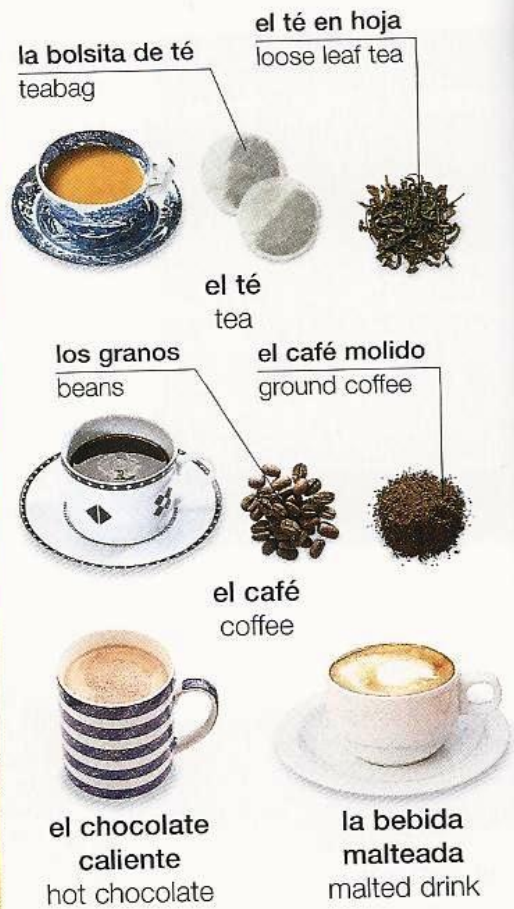 el té en hoja
loose leaf tea
la bolsita de té
teabag
el té
tea
los granos
beans
el café molido
ground coffee
el café
coffee
el chocolate
caliente
hot chocolate
la bebida
malteada
malted drink